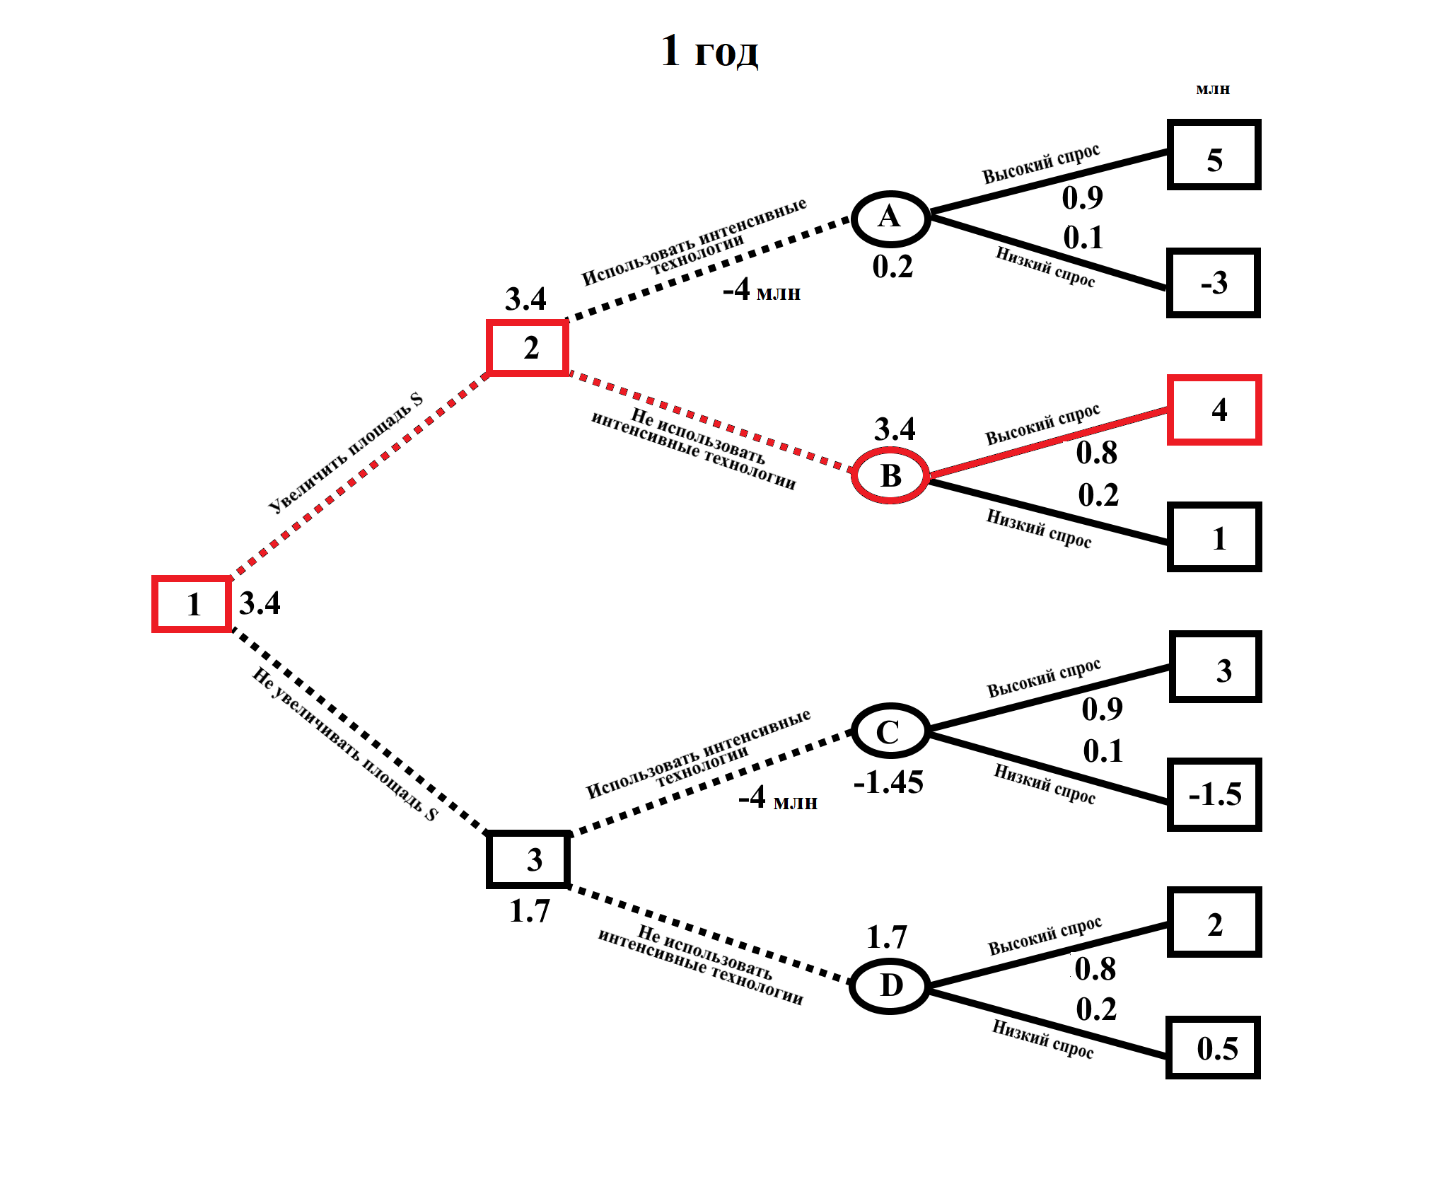 1 год
млн
5
Высокий спрос
0.9
0.1
Низкий спрос
-3
A
0.2
Использовать интенсивные
технологии
-4 млн
3.4
2
Не использовать
интенсивные технологии
3.4
B
Высокий спрос
0.8
0.2
Низкий спрос
4
1
Увеличить площадь S
1
3.4
Не увеличивать площадь S
Использовать интенсивные
технологии
-4 млн
C
-1.45
Высокий спрос
0.9
0.1
Низкий спрос
3
-1.5
3
1.7
Не использовать
интенсивные технологии
1.7
D
Высокий спрос
0.8
0.2
Низкий спрос
2
0.5